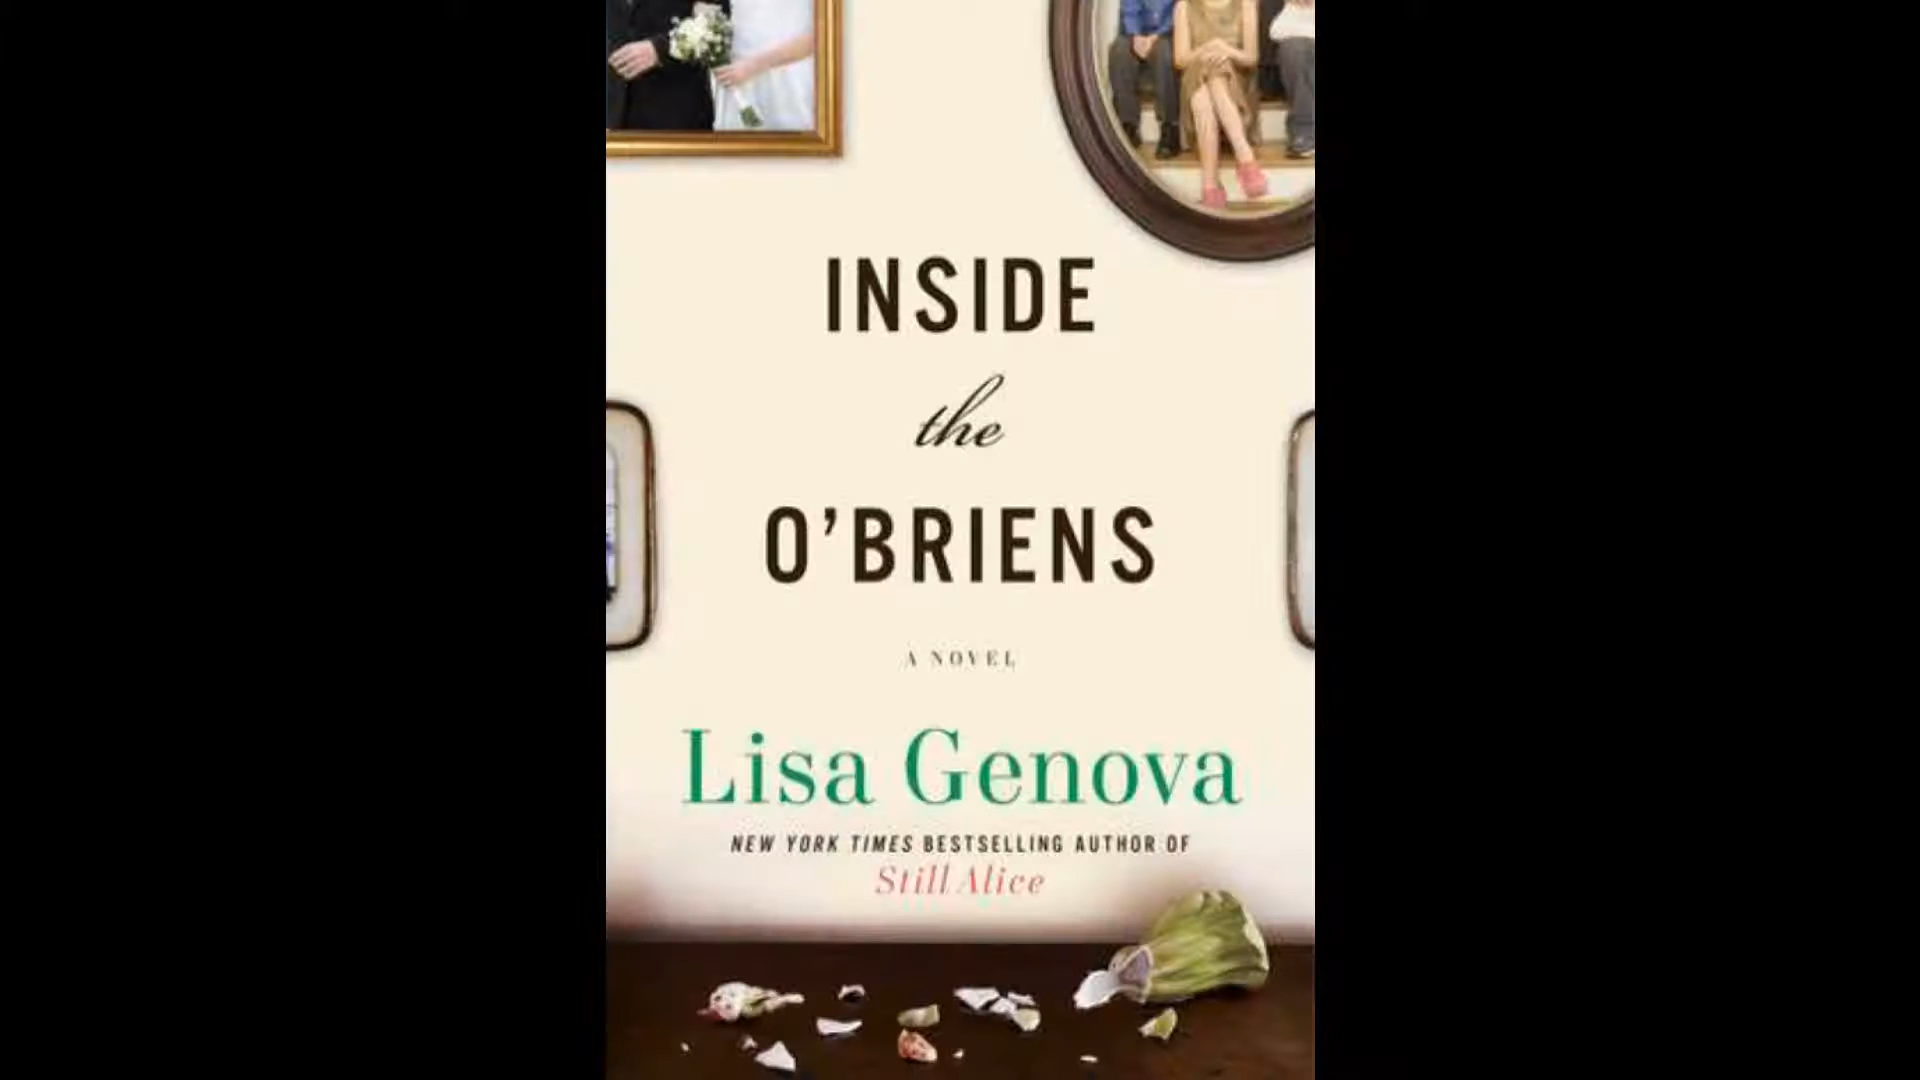 INSIDE
the
O’BRIENS
A NOVEL
Lisa Genova
NEW YORK TIMES BESTSELLING AUTHOR OF
Still Alice